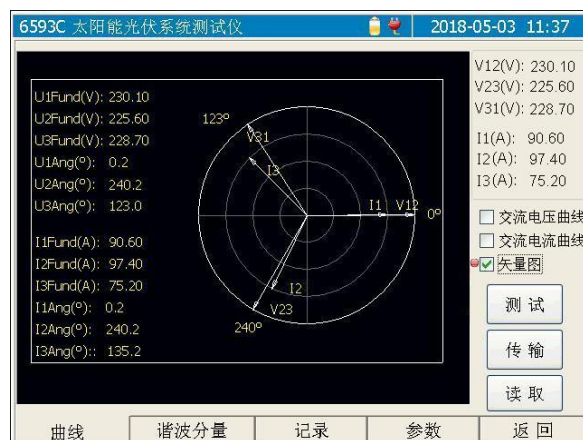 6593C 太阳能光伏系统测试仪 2018-05-03 11:37
U1Fund(V): 230.10
U2Fund(V): 225.60
U3Fund(V): 228.70
U1Ang(º): 0.2
U2Ang(º): 240.2
U3Ang(º): 123.0
I1Fund(A): 90.60
I2Fund(A): 97.40
I3Fund(A): 75.20
I1Ang(º): 0.2
I2Ang(º): 240.2
I3Ang(º):: 135.2
123º
V31
I3
I1 V12 0º
I2
V23
240º
V12(V): 230.10
V23(V): 225.60
V31(V): 228.70
I1(A): 90.60
I2(A): 97.40
I3(A): 75.20
交流电压曲线
交流电流曲线
矢量图
测 试
传 输
读 取
曲线 谐波分量 记录 参数 返 回